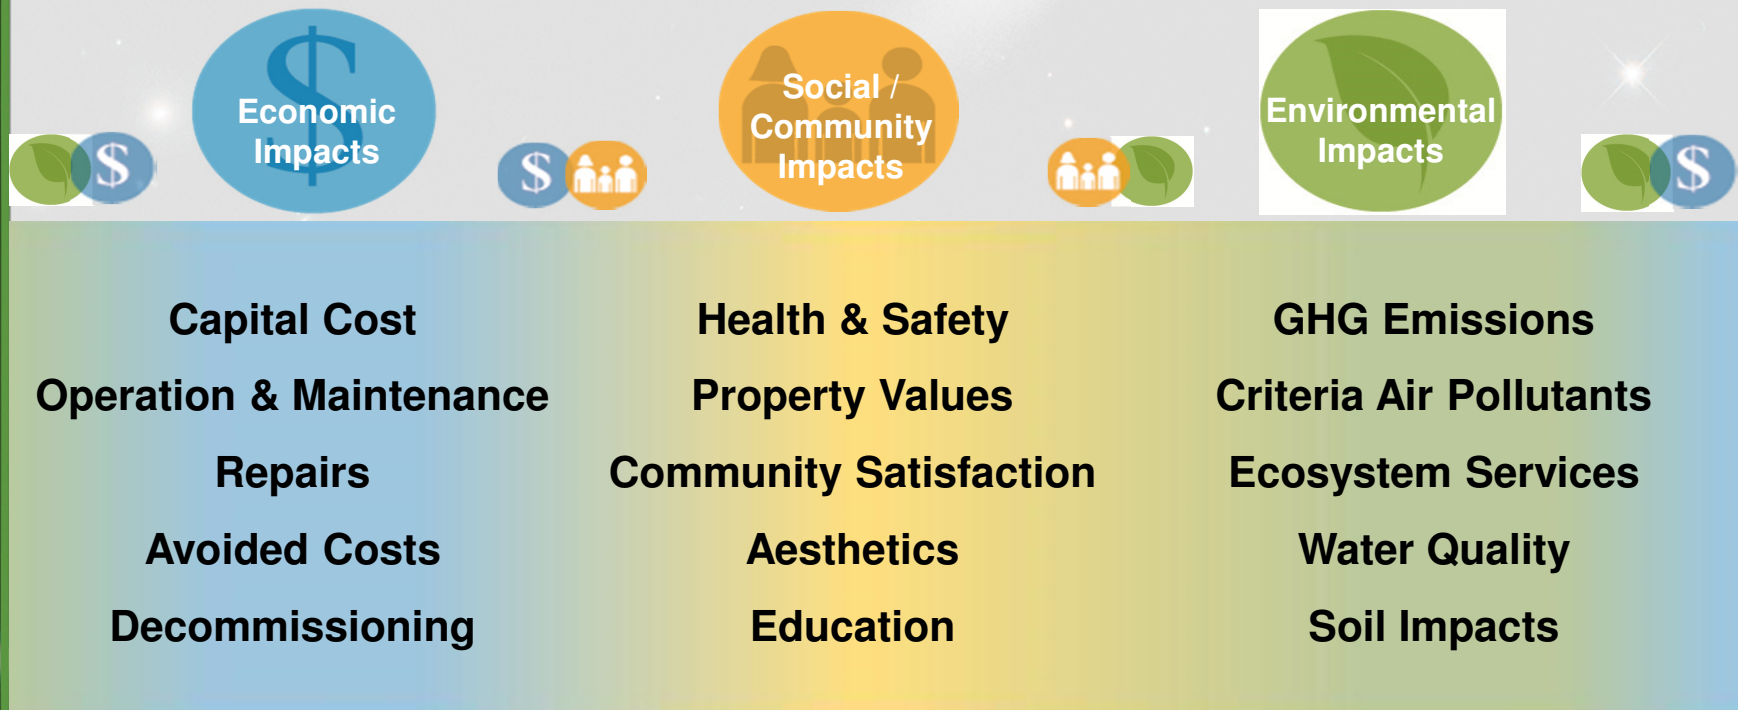 Economic
Impacts
Social /
Community
Impacts
Environmental
Impacts
$
$
$
$
Capital Cost
Operation & Maintenance
Repairs
Avoided Costs
Decommissioning
Health & Safety
Property Values
Community Satisfaction
Aesthetics
Education
GHG Emissions
Criteria Air Pollutants
Ecosystem Services
Water Quality
Soil Impacts